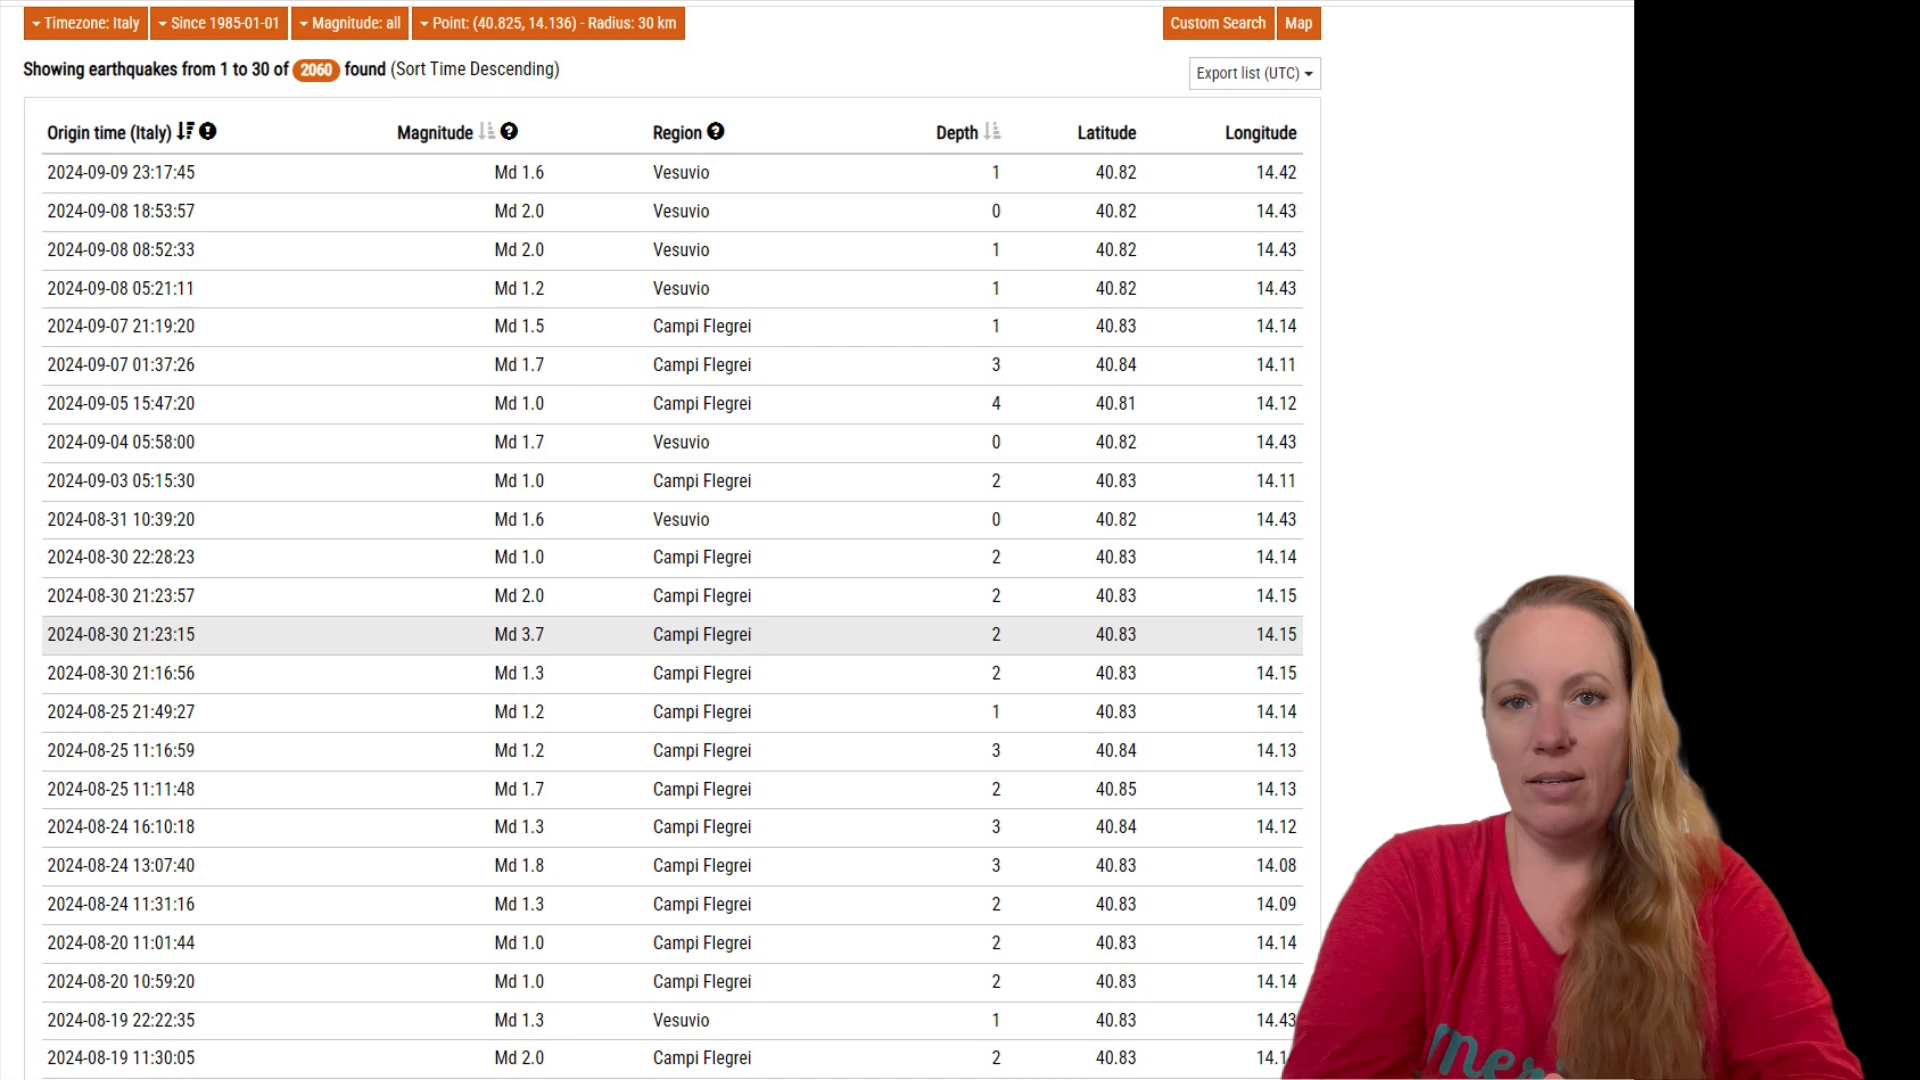 Timezone: Italy Since 1985-01-01 Magnitude: all Point: (40.825, 14.136) - Radius: 30 km Custom Search Map
Showing earthquakes from 1 to 30 of 2060 found (Sort Time Descending) Export list (UTC)
Origin time (Italy) Magnitude Region Depth Latitude Longitude
2024-09-09 23:17:45 Md 1.6 Vesuvio 1 40.82 14.42
2024-09-08 18:53:57 Md 2.0 Vesuvio 0 40.82 14.43
2024-09-08 08:52:33 Md 2.0 Vesuvio 1 40.82 14.43
2024-09-08 05:21:11 Md 1.2 Vesuvio 1 40.82 14.43
2024-09-07 21:19:20 Md 1.5 Campi Flegrei 1 40.83 14.14
2024-09-07 01:37:26 Md 1.7 Campi Flegrei 3 40.84 14.11
2024-09-05 15:47:20 Md 1.0 Campi Flegrei 4 40.81 14.12
2024-09-04 05:58:00 Md 1.7 Vesuvio 0 40.82 14.43
2024-09-03 05:15:30 Md 1.0 Campi Flegrei 2 40.83 14.11
2024-08-31 10:39:20 Md 1.6 Vesuvio 0 40.82 14.43
2024-08-30 22:28:23 Md 1.0 Campi Flegrei 2 40.83 14.14
2024-08-30 21:23:57 Md 2.0 Campi Flegrei 2 40.83 14.15
2024-08-30 21:23:15 Md 3.7 Campi Flegrei 2 40.83 14.15
2024-08-30 21:16:56 Md 1.3 Campi Flegrei 2 40.83 14.15
2024-08-25 21:49:27 Md 1.2 Campi Flegrei 1 40.83 14.14
2024-08-25 11:16:59 Md 1.2 Campi Flegrei 3 40.84 14.13
2024-08-25 11:11:48 Md 1.7 Campi Flegrei 2 40.85 14.13
2024-08-24 16:10:18 Md 1.3 Campi Flegrei 3 40.84 14.12
2024-08-24 13:07:40 Md 1.8 Campi Flegrei 3 40.83 14.08
2024-08-24 11:31:16 Md 1.3 Campi Flegrei 2 40.83 14.09
2024-08-20 11:01:44 Md 1.0 Campi Flegrei 2 40.83 14.14
2024-08-20 10:59:20 Md 1.0 Campi Flegrei 2 40.83 14.14
2024-08-19 22:22:35 Md 1.3 Vesuvio 1 40.83 14.43
2024-08-19 11:30:05 Md 2.0 Campi Flegrei 2 40.83